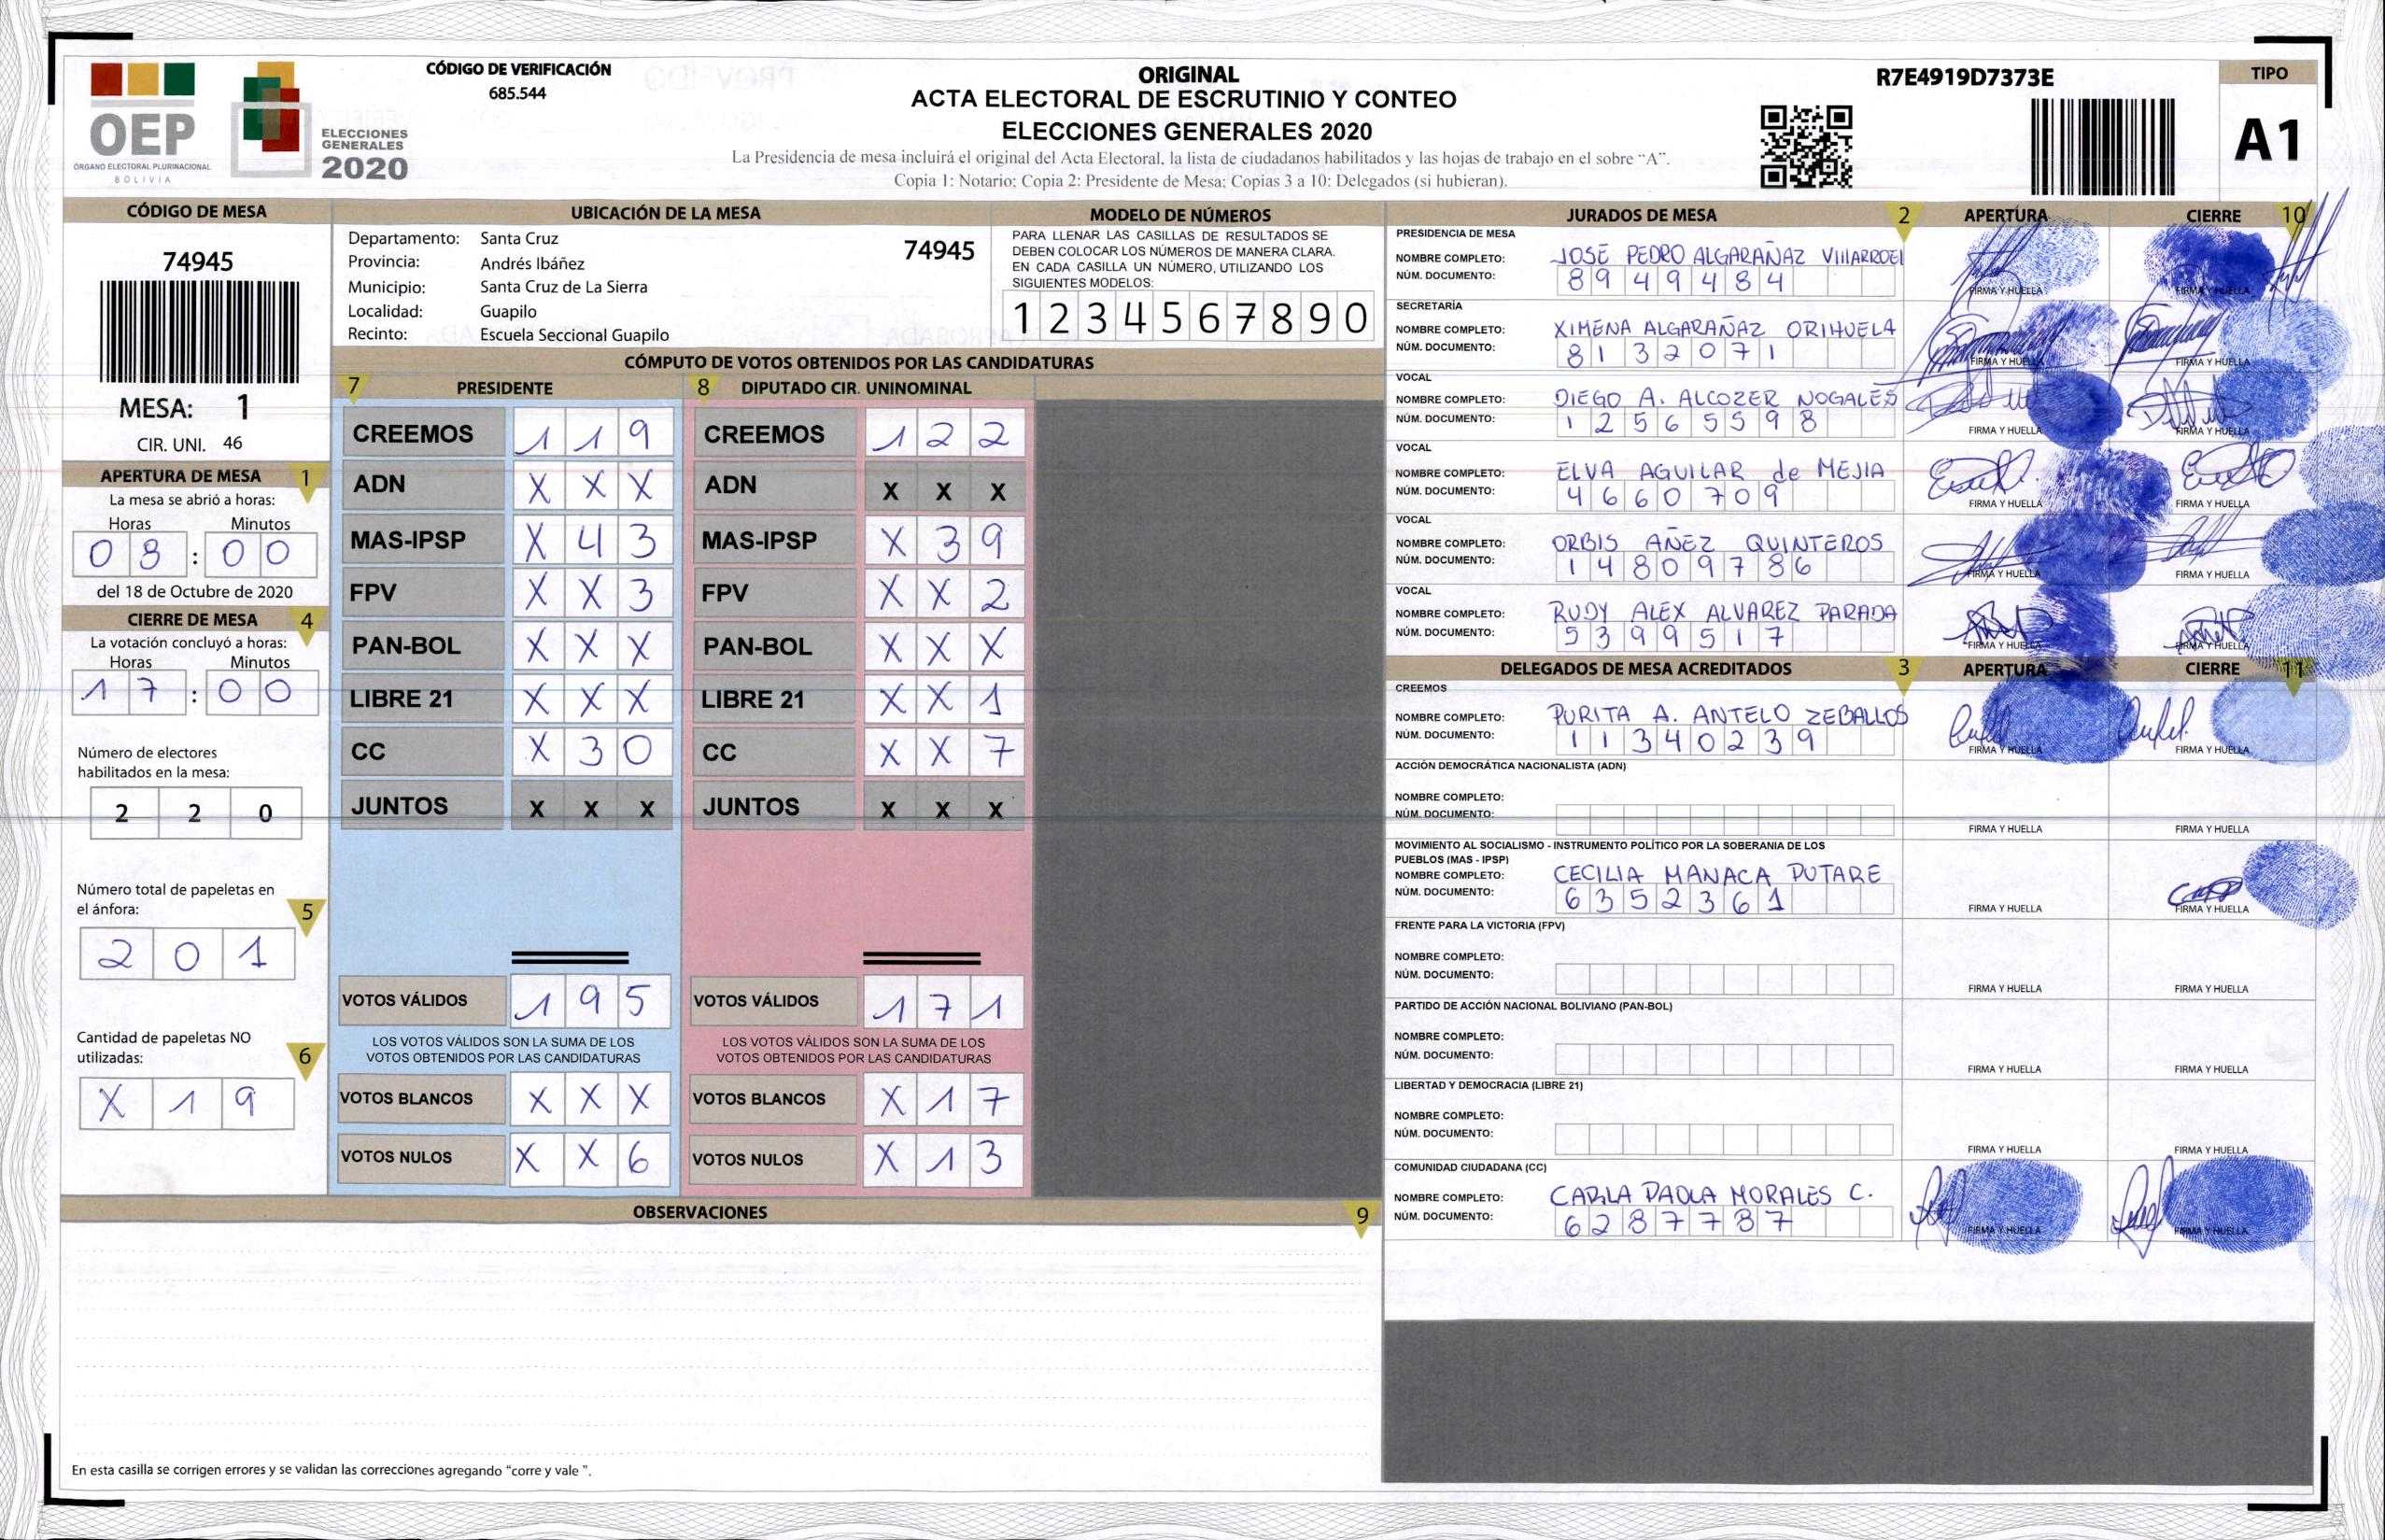 OEP
ÓRGANO ELECTORAL PLURINACIONAL
BOLIVIA
ELECCIONES
GENERALES
2020
CÓDIGO DE VERIFICACIÓN
685.544
ORIGINAL
ACTA ELECTORAL DE ESCRUTINIO Y CONTEO
ELECCIONES GENERALES 2020
La Presidencia de mesa incluirá el original del Acta Electoral, la lista de ciudadanos habilitados y las hojas de trabajo en el sobre “A”.
Copia 1: Notario; Copia 2: Presidente de Mesa; Copias 3 a 10: Delegados (si hubieran).
R7E4919D7373E
TIPO
A1
CÓDIGO DE MESA
74945
MESA: 1
CIR. UNI. 46
APERTURA DE MESA 1
La mesa se abrió a horas:
Horas Minutos
08 : 00
del 18 de Octubre de 2020
CIERRE DE MESA 4
La votación concluyó a horas:
Horas Minutos
17 : 00
Número de electores
habilitados en la mesa:
2 2 0
Número total de papeletas en
el ánfora: 5
2 0 1
Cantidad de papeletas NO
utilizadas: 6
X 1 9
UBICACIÓN DE LA MESA
Departamento: Santa Cruz 74945
Provincia: Andrés Ibáñez
Municipio: Santa Cruz de La Sierra
Localidad: Guapilo
Recinto: Escuela Seccional Guapilo
MODELO DE NÚMEROS
PARA LLENAR LAS CASILLAS DE RESULTADOS SE
DEBEN COLOCAR LOS NÚMEROS DE MANERA CLARA.
EN CADA CASILLA UN NÚMERO, UTILIZANDO LOS
SIGUIENTES MODELOS:
1 2 3 4 5 6 7 8 9 0
CÓMPUTO DE VOTOS OBTENIDOS POR LAS CANDIDATURAS
7 PRESIDENTE
CREEMOS 1 1 9
ADN X X X
MAS-IPSP X 4 3
FPV X X 3
PAN-BOL X X X
LIBRE 21 X X X
CC X 3 0
JUNTOS X X X
VOTOS VÁLIDOS 1 9 5
LOS VOTOS VÁLIDOS SON LA SUMA DE LOS
VOTOS OBTENIDOS POR LAS CANDIDATURAS
VOTOS BLANCOS X X X
VOTOS NULOS X X 6
8 DIPUTADO CIR. UNINOMINAL
CREEMOS 1 2 2
ADN X X X
MAS-IPSP X 3 9
FPV X X 2
PAN-BOL X X X
LIBRE 21 X X 1
CC X X 7
JUNTOS X X X
VOTOS VÁLIDOS 1 7 1
LOS VOTOS VÁLIDOS SON LA SUMA DE LOS
VOTOS OBTENIDOS POR LAS CANDIDATURAS
VOTOS BLANCOS X 1 7
VOTOS NULOS X 1 3
OBSERVACIONES 9
En esta casilla se corrigen errores y se validan las correcciones agregando “corre y vale ”.
JURADOS DE MESA 2 APERTURA CIERRE 10
PRESIDENCIA DE MESA
NOMBRE COMPLETO: JOSÉ PEDRO ALGARAÑAZ VIllARROEl
NÚM. DOCUMENTO: 8949484
FIRMA Y HUELLA FIRMA Y HUELLA
SECRETARÍA
NOMBRE COMPLETO: XIMENA ALGARAÑAZ ORIHUELA
NÚM. DOCUMENTO: 8132071
FIRMA Y HUELLA FIRMA Y HUELLA
VOCAL
NOMBRE COMPLETO: DIEGO A. ALCOZER NOGALES
NÚM. DOCUMENTO: 12565598
FIRMA Y HUELLA FIRMA Y HUELLA
VOCAL
NOMBRE COMPLETO: ELVA AGUILAR de MEJIA
NÚM. DOCUMENTO: 4660709
FIRMA Y HUELLA FIRMA Y HUELLA
VOCAL
NOMBRE COMPLETO: ORBIS AÑEZ QUINTEROS
NÚM. DOCUMENTO: 14809786
FIRMA Y HUELLA FIRMA Y HUELLA
VOCAL
NOMBRE COMPLETO: RUDY ALEX ALVAREZ PARADA
NÚM. DOCUMENTO: 5399517
FIRMA Y HUELLA FIRMA Y HUELLA
DELEGADOS DE MESA ACREDITADOS 3 APERTURA CIERRE 11
CREEMOS
NOMBRE COMPLETO: PURITA A. ANTELO ZEBALLOS
NÚM. DOCUMENTO: 11340239
FIRMA Y HUELLA FIRMA Y HUELLA
ACCIÓN DEMOCRÁTICA NACIONALISTA (ADN)
NOMBRE COMPLETO:
NÚM. DOCUMENTO:
FIRMA Y HUELLA FIRMA Y HUELLA
MOVIMIENTO AL SOCIALISMO - INSTRUMENTO POLÍTICO POR LA SOBERANIA DE LOS
PUEBLOS (MAS - IPSP)
NOMBRE COMPLETO: CECILIA MANACA PUTARE
NÚM. DOCUMENTO: 6352361
FIRMA Y HUELLA FIRMA Y HUELLA
FRENTE PARA LA VICTORIA (FPV)
NOMBRE COMPLETO:
NÚM. DOCUMENTO:
FIRMA Y HUELLA FIRMA Y HUELLA
PARTIDO DE ACCIÓN NACIONAL BOLIVIANO (PAN-BOL)
NOMBRE COMPLETO:
NÚM. DOCUMENTO:
FIRMA Y HUELLA FIRMA Y HUELLA
LIBERTAD Y DEMOCRACIA (LIBRE 21)
NOMBRE COMPLETO:
NÚM. DOCUMENTO:
FIRMA Y HUELLA FIRMA Y HUELLA
COMUNIDAD CIUDADANA (CC)
NOMBRE COMPLETO: CARLA PAOLA MORALES C.
NÚM. DOCUMENTO: 6287787
FIRMA Y HUELLA FIRMA Y HUELLA